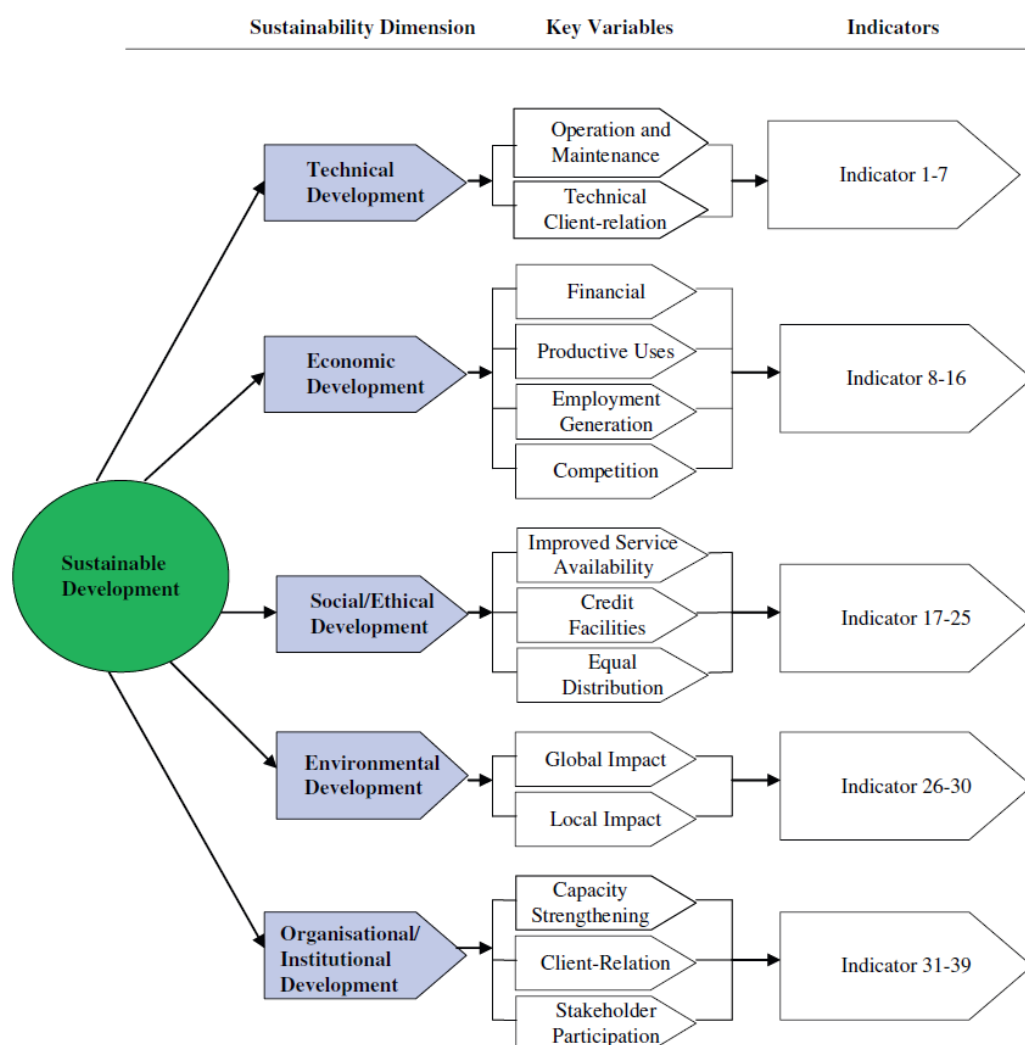 Sustainability Dimension
Key Variables
Indicators
Sustainable
Development
Technical
Development
Operation and
Maintenance
Technical
Client-relation
Indicator 1-7
Economic
Development
Financial
Productive Uses
Employment
Generation
Competition
Indicator 8-16
Social/Ethical
Development
Improved Service
Availability
Credit
Facilities
Equal
Distribution
Indicator 17-25
Environmental
Development
Global Impact
Local Impact
Indicator 26-30
Organisational/
Institutional
Development
Capacity
Strengthening
Client-Relation
Stakeholder
Participation
Indicator 31-39